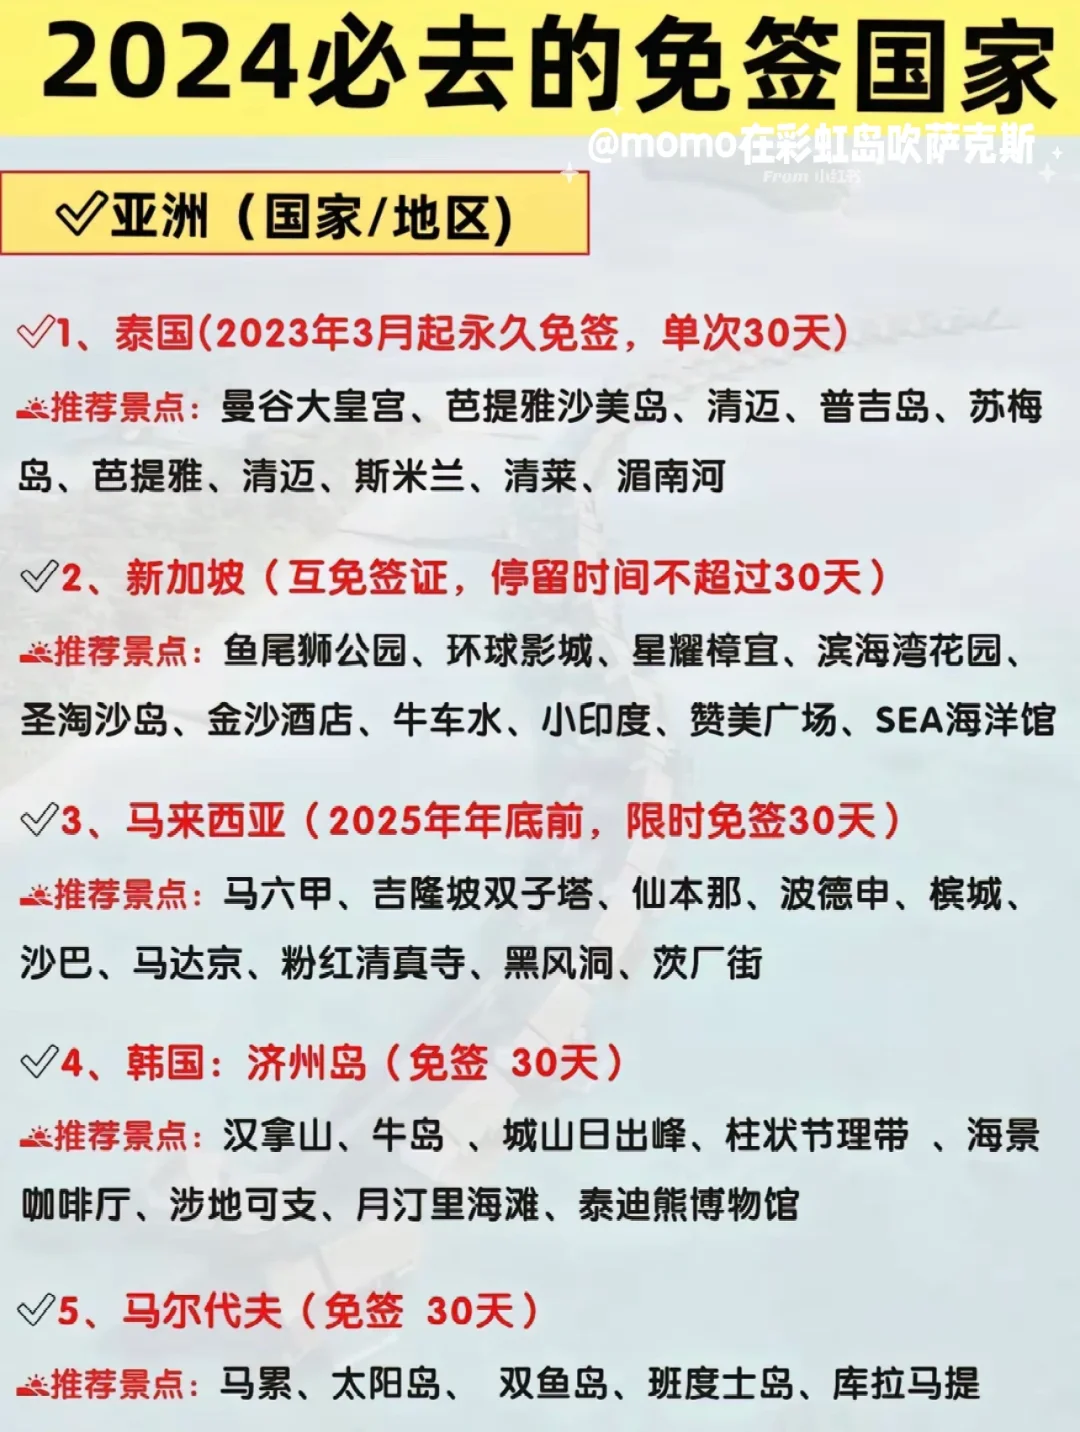 2024必去的免签国家
@momo在彩虹岛吹萨克斯
From 小红书
亚洲（国家/地区)
1、泰国(2023年3月起永久免签，单次30天)
推荐景点：曼谷大皇宫、芭提雅沙美岛、清迈、普吉岛、苏梅
岛、芭提雅、清迈、斯米兰、清莱、湄南河
2、新加坡（互免签证，停留时间不超过30天）
推荐景点：鱼尾狮公园、环球影城、星耀樟宜、滨海湾花园、
圣淘沙岛、金沙酒店、牛车水、小印度、赞美广场、SEA海洋馆
3、马来西亚（2025年年底前，限时免签30天）
推荐景点：马六甲、吉隆坡双子塔、仙本那、波德申、槟城、
沙巴、马达京、粉红清真寺、黑风洞、茨厂街
4、韩国：济州岛（免签 30天）
推荐景点：汉拿山、牛岛 、城山日出峰、柱状节理带 、海景
咖啡厅、涉地可支、月汀里海滩、泰迪熊博物馆
5、马尔代夫（免签 30天）
推荐景点：马累、太阳岛、 双鱼岛、班度士岛、库拉马提